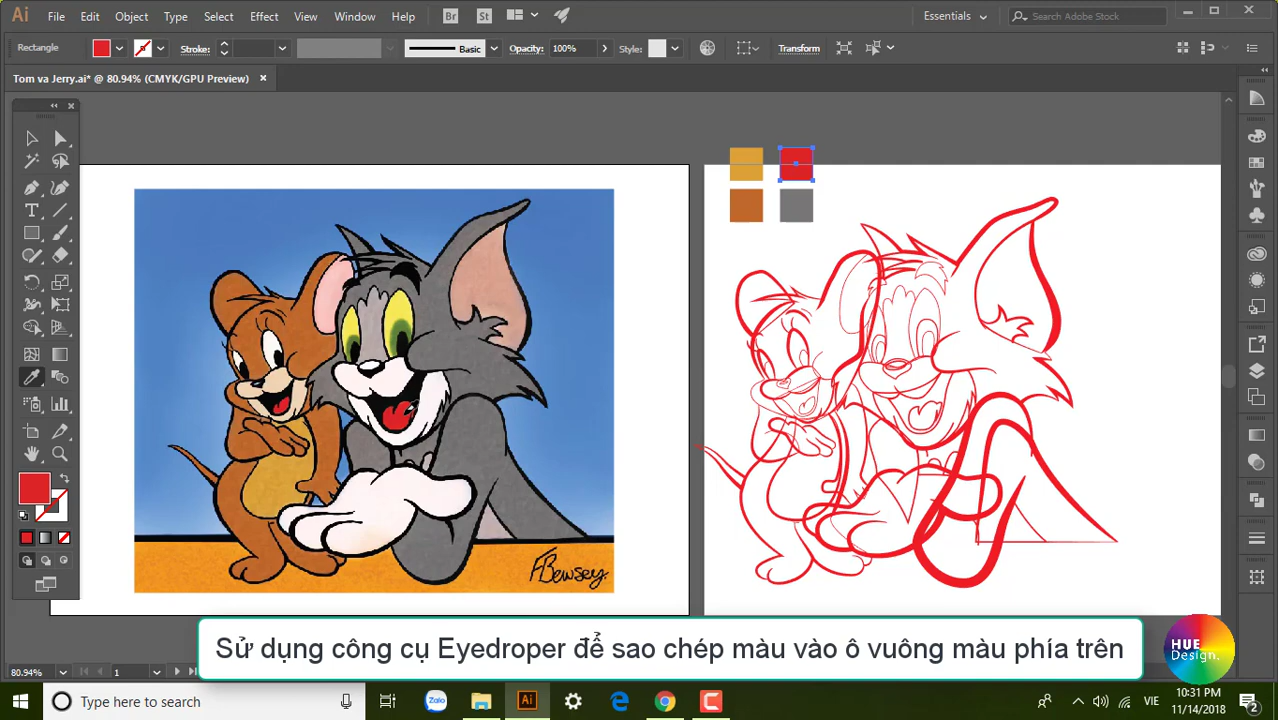 Ai File Edit Object Type Select Effect View Window Help Br St Essentials Search Adobe Stock
Rectangle Stroke: Basic Opacity: 100% Style: Transform
Tom va Jerry.ai* @ 80.94% (CMYK/GPU Preview)
FBewsey.
Sử dụng công cụ Eyedroper để sao chép màu vào ô vuông màu phía trên
HUE
Design.
80.94% 1
Type here to search Zalo Ai VIE 10:31 PM
11/14/2018 2